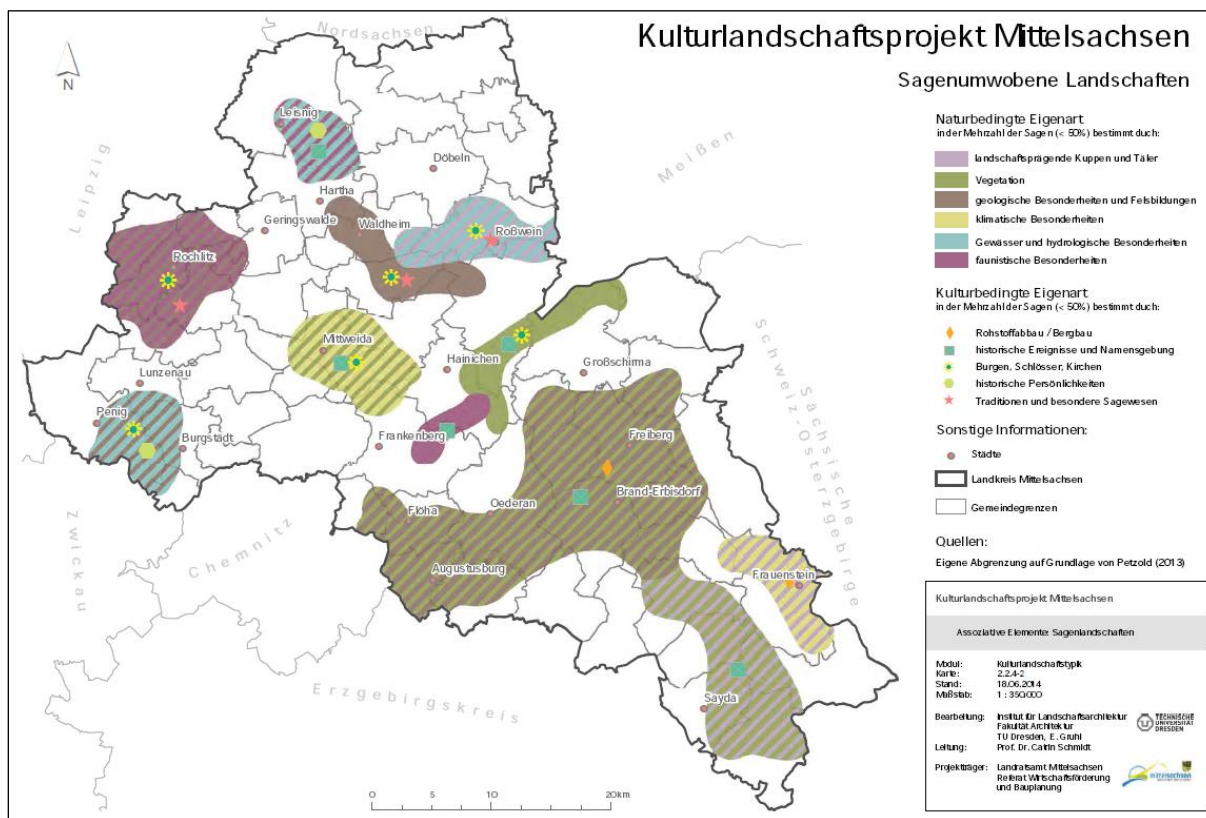 Kulturlandschaftsprojekt Mittelsachsen
Sagenumwobene Landschaften
Naturbedingte Eigenart
in der Mehrzahl der Sagen (< 50%) bestimmt duch:
landschaftsprägende Kuppen und Täler
Vegetation
geologische Besonderheiten und Felsbildungen
klimatische Besonderheiten
Gewässer und hydrologische Besonderheiten
faunistische Besonderheiten
Kulturbedingte Eigenart
in der Mehrzahl der Sagen (< 50%) bestimmt duch:
Rohstoffabbau / Bergbau
historische Ereignisse und Namensgebung
Burgen, Schlösser, Kirchen
historische Persönlichkeiten
Traditionen und besondere Sagewesen
Sonstige Informationen:
Städte
Landkreis Mittelsachsen
Gemeindegrenzen
Quellen:
Eigene Abgrenzung auf Grundlage von Petzold (2013)
Kulturlandschaftsprojekt Mittelsachsen
Assoziative Elemente: Sagenlandschaften
Modul: Kulturlandschaftstypik
Karte: 2.2.4-2
Stand: 18.06.2014
Maßstab: 1 : 350.000
Bearbeitung: Institut für Landschaftsarchitektur
Fakultät Architektur
TU Dresden, E. Gruhl
Leitung: Prof. Dr. Catrin Schmidt
TECHNISCHE
UNIVERSITÄT
DRESDEN
Projektträger: Landratsamt Mittelsachsen
Referat Wirtschaftsförderung
und Bauplanung
mittelsachsen
N
Nordsachsen
Leipzig
Meißen
Leisnig
Döbeln
Hartha
Geringswalde
Waldheim
Roßwein
Rochlitz
Mittweida
Hainichen
Großschirma
Lunzenau
Penig
Burgstädt
Frankenberg
Freiberg
Brand-Erbisdorf
Oederan
Flöha
Augustusburg
Frauenstein
Sayda
Zwickau
Chemnitz
Erzgebirgskreis
Sächsische
Schweiz-Osterzgebirge
0 5 10 20km